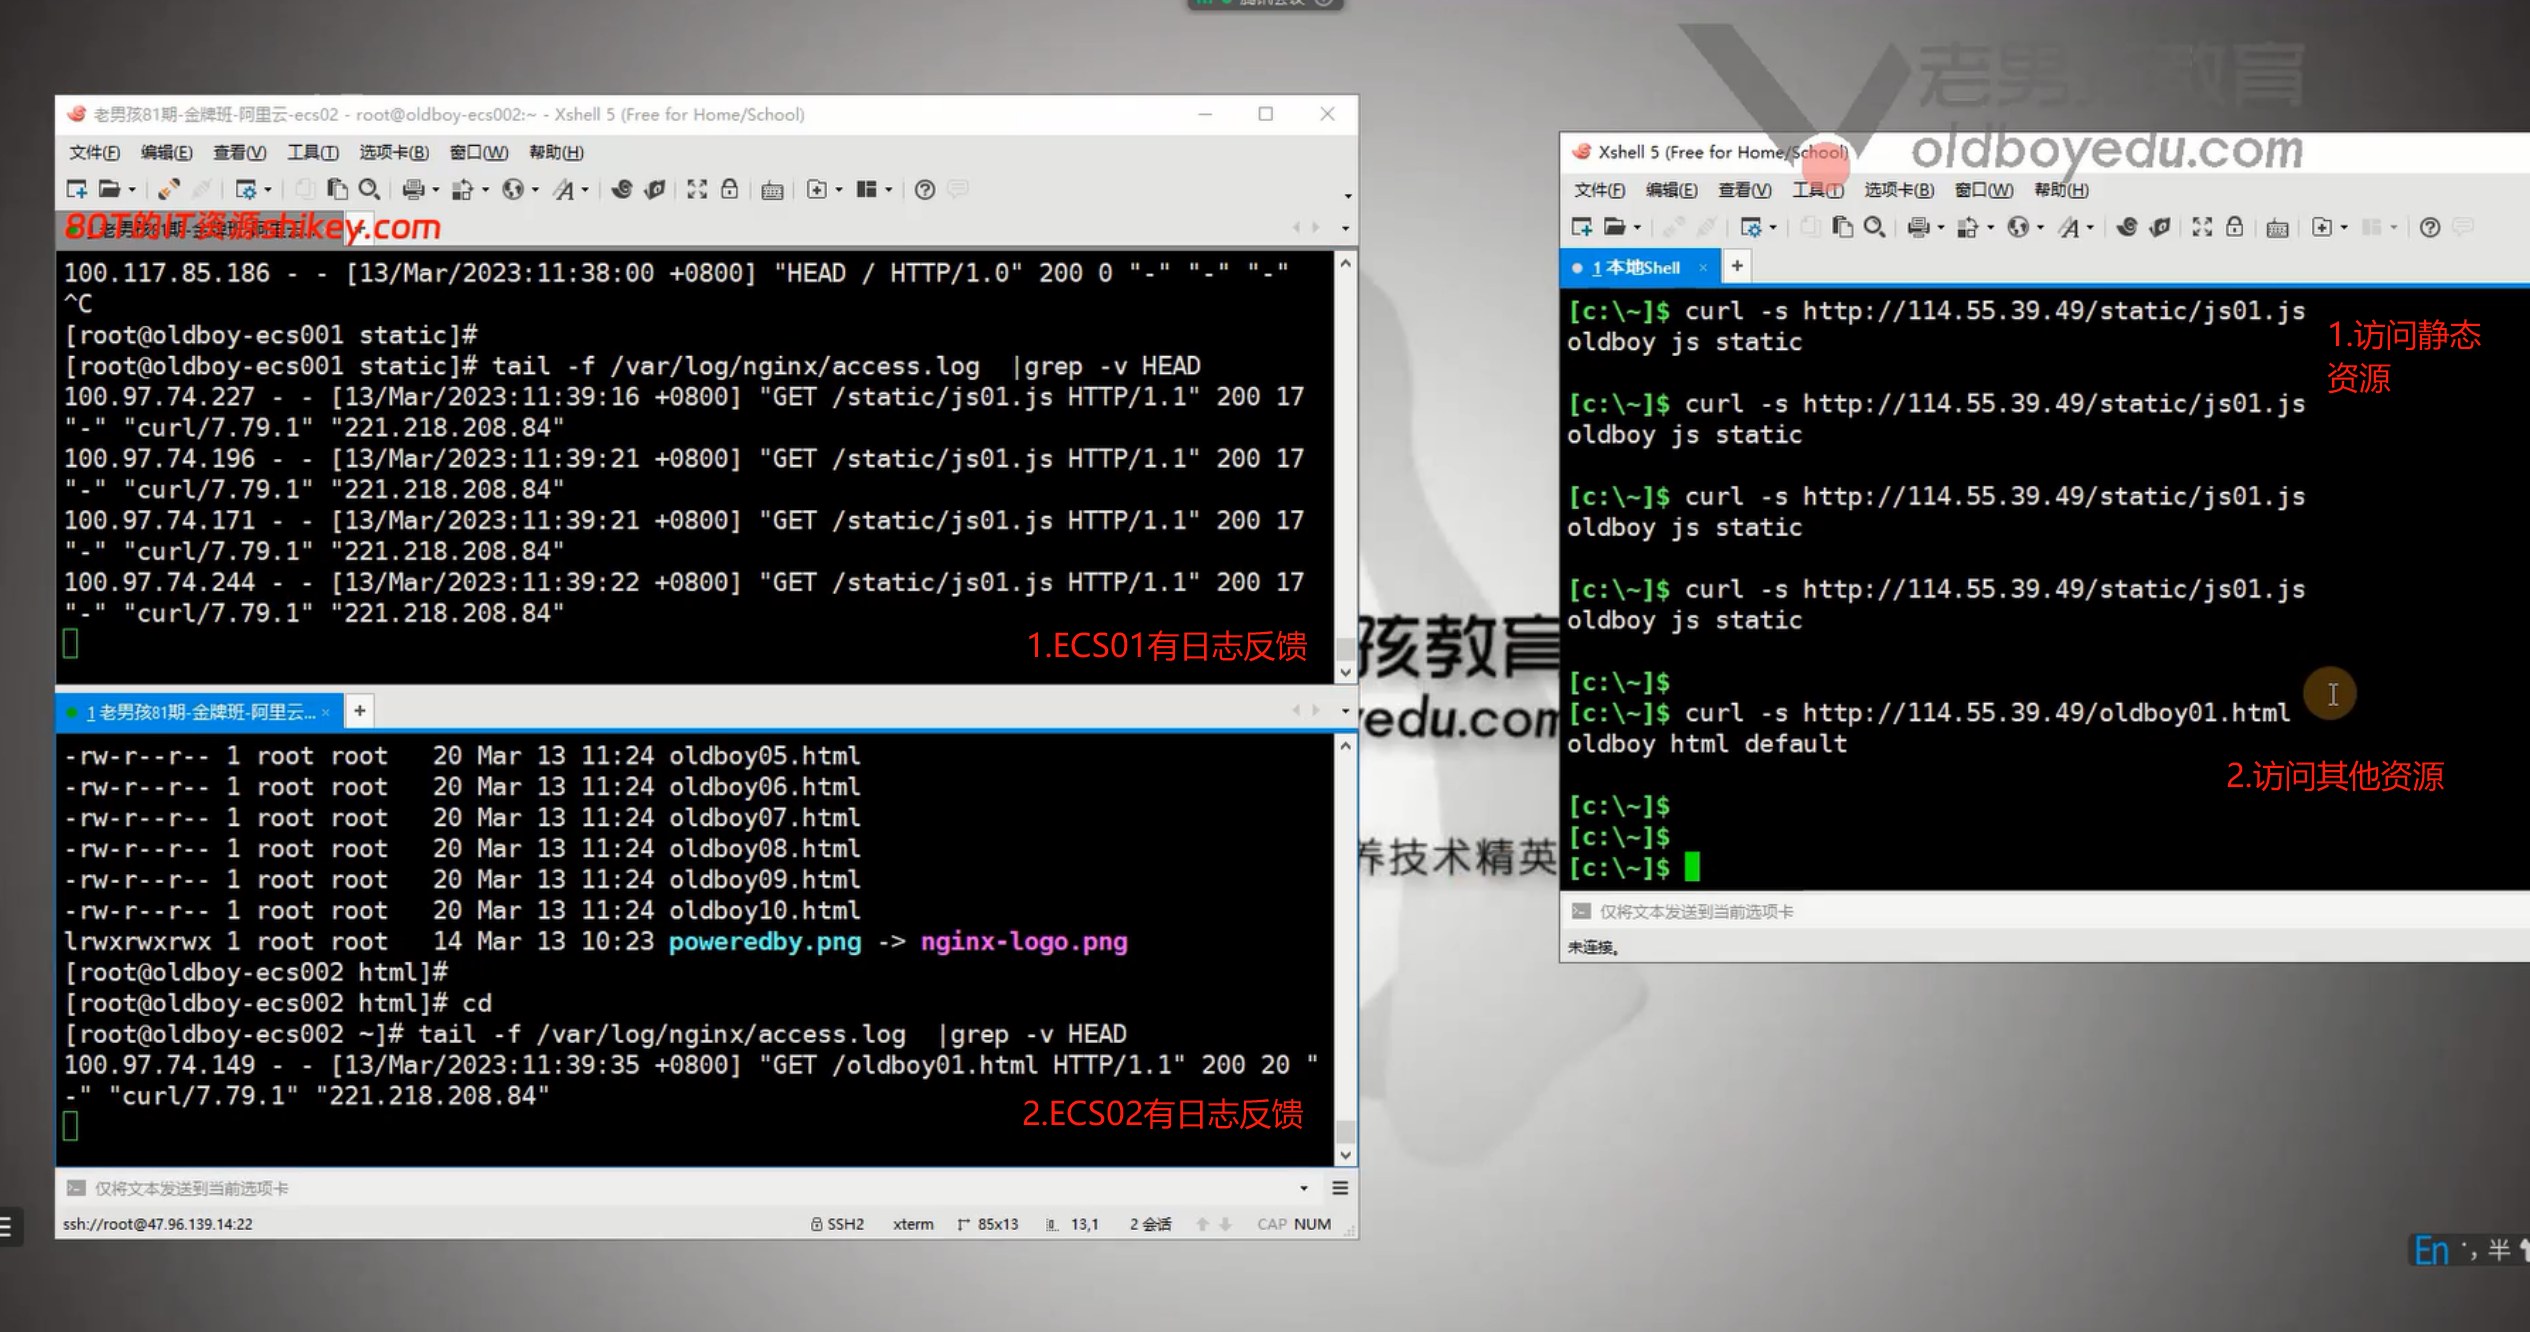 老男孩教育
oldboyedu.com
老男孩81期-金牌班-阿里云-ecs02 - root@oldboy-ecs002:~ - Xshell 5 (Free for Home/School)
文件(F) 编辑(E) 查看(V) 工具(T) 选项卡(B) 窗口(W) 帮助(H)
80T的IT资源shikey.com
100.117.85.186 - - [13/Mar/2023:11:38:00 +0800] "HEAD / HTTP/1.0" 200 0 "-" "-" "-"
^C
[root@oldboy-ecs001 static]#
[root@oldboy-ecs001 static]# tail -f /var/log/nginx/access.log  |grep -v HEAD
100.97.74.227 - - [13/Mar/2023:11:39:16 +0800] "GET /static/js01.js HTTP/1.1" 200 17
"-" "curl/7.79.1" "221.218.208.84"
100.97.74.196 - - [13/Mar/2023:11:39:21 +0800] "GET /static/js01.js HTTP/1.1" 200 17
"-" "curl/7.79.1" "221.218.208.84"
100.97.74.171 - - [13/Mar/2023:11:39:21 +0800] "GET /static/js01.js HTTP/1.1" 200 17
"-" "curl/7.79.1" "221.218.208.84"
100.97.74.244 - - [13/Mar/2023:11:39:22 +0800] "GET /static/js01.js HTTP/1.1" 200 17
"-" "curl/7.79.1" "221.218.208.84"
1.ECS01有日志反馈
1 老男孩81期-金牌班-阿里云... × +
-rw-r--r-- 1 root root   20 Mar 13 11:24 oldboy05.html
-rw-r--r-- 1 root root   20 Mar 13 11:24 oldboy06.html
-rw-r--r-- 1 root root   20 Mar 13 11:24 oldboy07.html
-rw-r--r-- 1 root root   20 Mar 13 11:24 oldboy08.html
-rw-r--r-- 1 root root   20 Mar 13 11:24 oldboy09.html
-rw-r--r-- 1 root root   20 Mar 13 11:24 oldboy10.html
lrwxrwxrwx 1 root root   14 Mar 13 10:23 poweredby.png -> nginx-logo.png
[root@oldboy-ecs002 html]#
[root@oldboy-ecs002 html]# cd
[root@oldboy-ecs002 ~]# tail -f /var/log/nginx/access.log  |grep -v HEAD
100.97.74.149 - - [13/Mar/2023:11:39:35 +0800] "GET /oldboy01.html HTTP/1.1" 200 20 "
-" "curl/7.79.1" "221.218.208.84"
2.ECS02有日志反馈
仅将文本发送到当前选项卡
ssh://root@47.96.139.14:22 SSH2 xterm 85x13 13,1 2 会话 CAP NUM
孩教育
edu.com
养技术精英
Xshell 5 (Free for Home/School)
文件(F) 编辑(E) 查看(V) 工具(T) 选项卡(B) 窗口(W) 帮助(H)
1 本地Shell × +
[c:\~]$ curl -s http://114.55.39.49/static/js01.js
oldboy js static
1.访问静态
资源
[c:\~]$ curl -s http://114.55.39.49/static/js01.js
oldboy js static
[c:\~]$ curl -s http://114.55.39.49/static/js01.js
oldboy js static
[c:\~]$ curl -s http://114.55.39.49/static/js01.js
oldboy js static
[c:\~]$
[c:\~]$ curl -s http://114.55.39.49/oldboy01.html
oldboy html default
2.访问其他资源
[c:\~]$
[c:\~]$
[c:\~]$
仅将文本发送到当前选项卡
未连接。
En 半